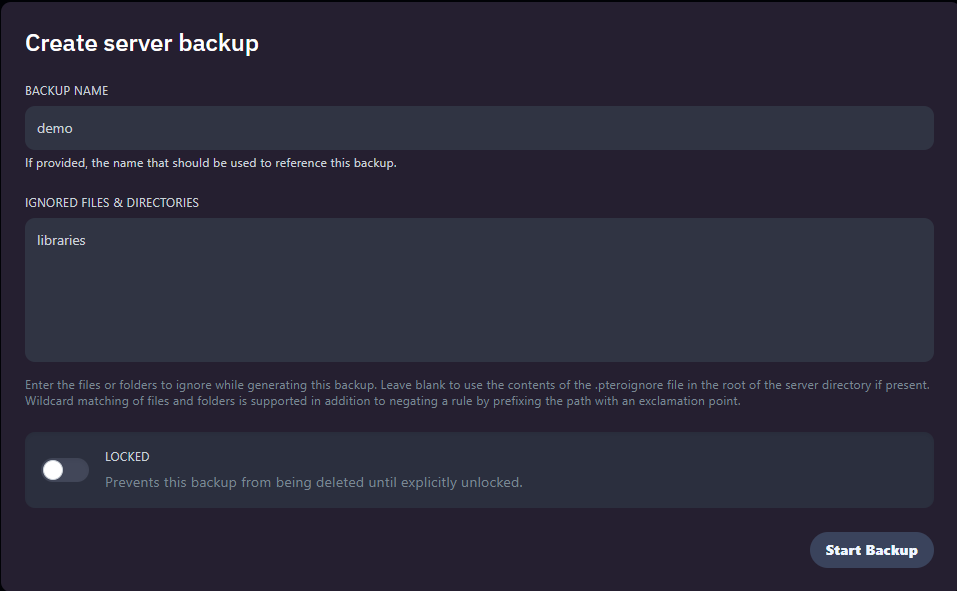 Create server backup
BACKUP NAME
demo
If provided, the name that should be used to reference this backup.
IGNORED FILES & DIRECTORIES
libraries
Enter the files or folders to ignore while generating this backup. Leave blank to use the contents of the .pteroignore file in the root of the server directory if present.
Wildcard matching of files and folders is supported in addition to negating a rule by prefixing the path with an exclamation point.
LOCKED
Prevents this backup from being deleted until explicitly unlocked.
Start Backup